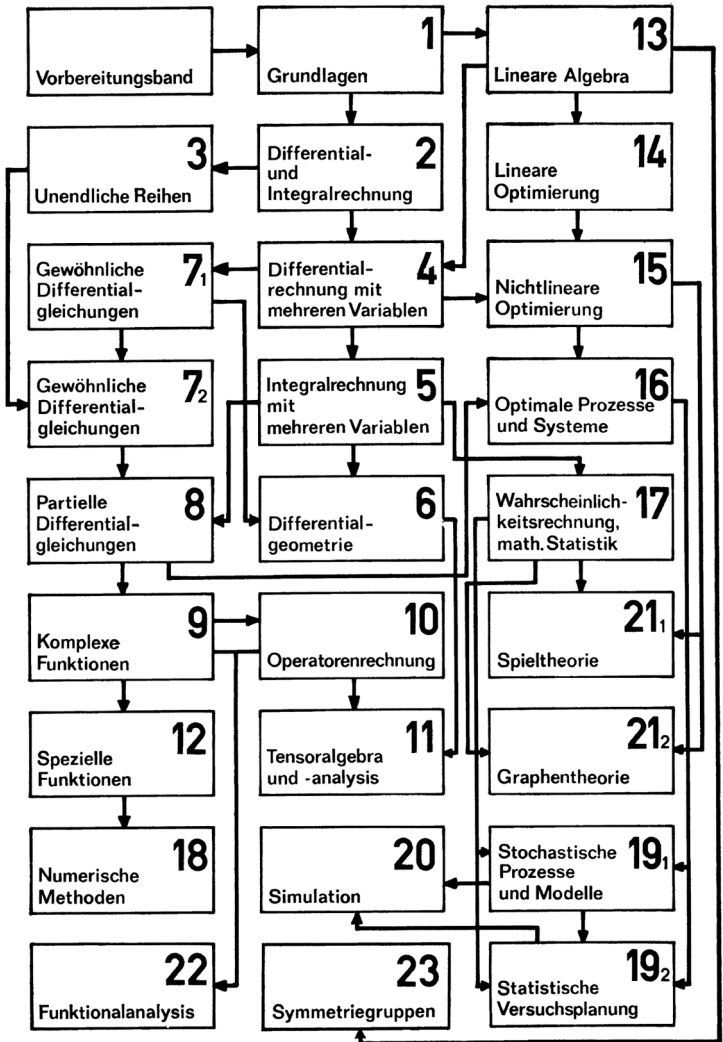 Vorbereitungsband
1
Grundlagen
13
Lineare Algebra
3
Unendliche Reihen
2
Differential-
und
Integralrechnung
14
Lineare
Optimierung
7₁
Gewöhnliche
Differential-
gleichungen
4
Differential-
rechnung mit
mehreren Variablen
15
Nichtlineare
Optimierung
7₂
Gewöhnliche
Differential-
gleichungen
5
Integralrechnung
mit
mehreren Variablen
16
Optimale Prozesse
und Systeme
8
Partielle
Differential-
gleichungen
6
Differential-
geometrie
17
Wahrscheinlich-
keitsrechnung,
math. Statistik
9
Komplexe
Funktionen
10
Operatorenrechnung
21₁
Spieltheorie
12
Spezielle
Funktionen
11
Tensoralgebra
und -analysis
21₂
Graphentheorie
18
Numerische
Methoden
20
Simulation
19₁
Stochastische
Prozesse
und Modelle
22
Funktionalanalysis
23
Symmetriegruppen
19₂
Statistische
Versuchsplanung